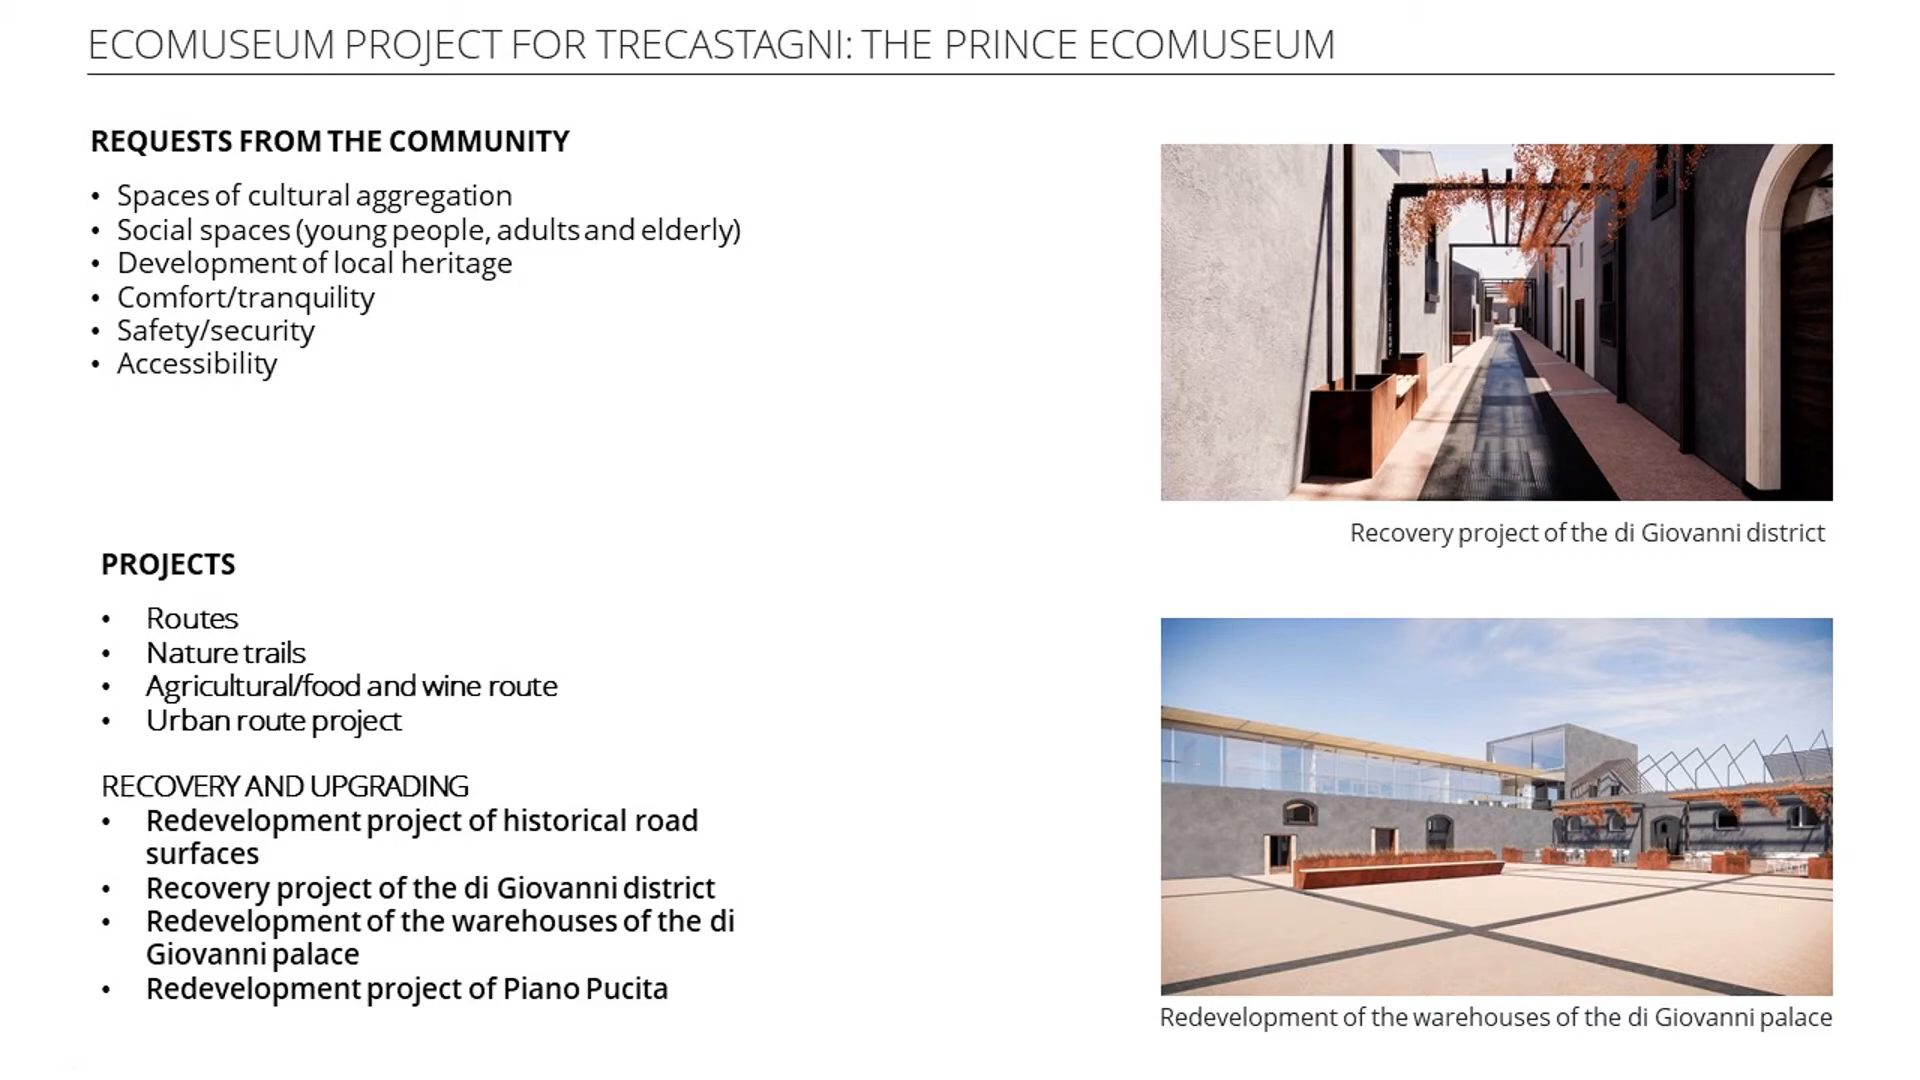 ECOMUSEUM PROJECT FOR TRECASTAGNI: THE PRINCE ECOMUSEUM
REQUESTS FROM THE COMMUNITY
• Spaces of cultural aggregation
• Social spaces (young people, adults and elderly)
• Development of local heritage
• Comfort/tranquility
• Safety/security
• Accessibility
Recovery project of the di Giovanni district
PROJECTS
• Routes
• Nature trails
• Agricultural/food and wine route
• Urban route project
RECOVERY AND UPGRADING
• Redevelopment project of historical road
surfaces
• Recovery project of the di Giovanni district
• Redevelopment of the warehouses of the di
Giovanni palace
• Redevelopment project of Piano Pucita
Redevelopment of the warehouses of the di Giovanni palace